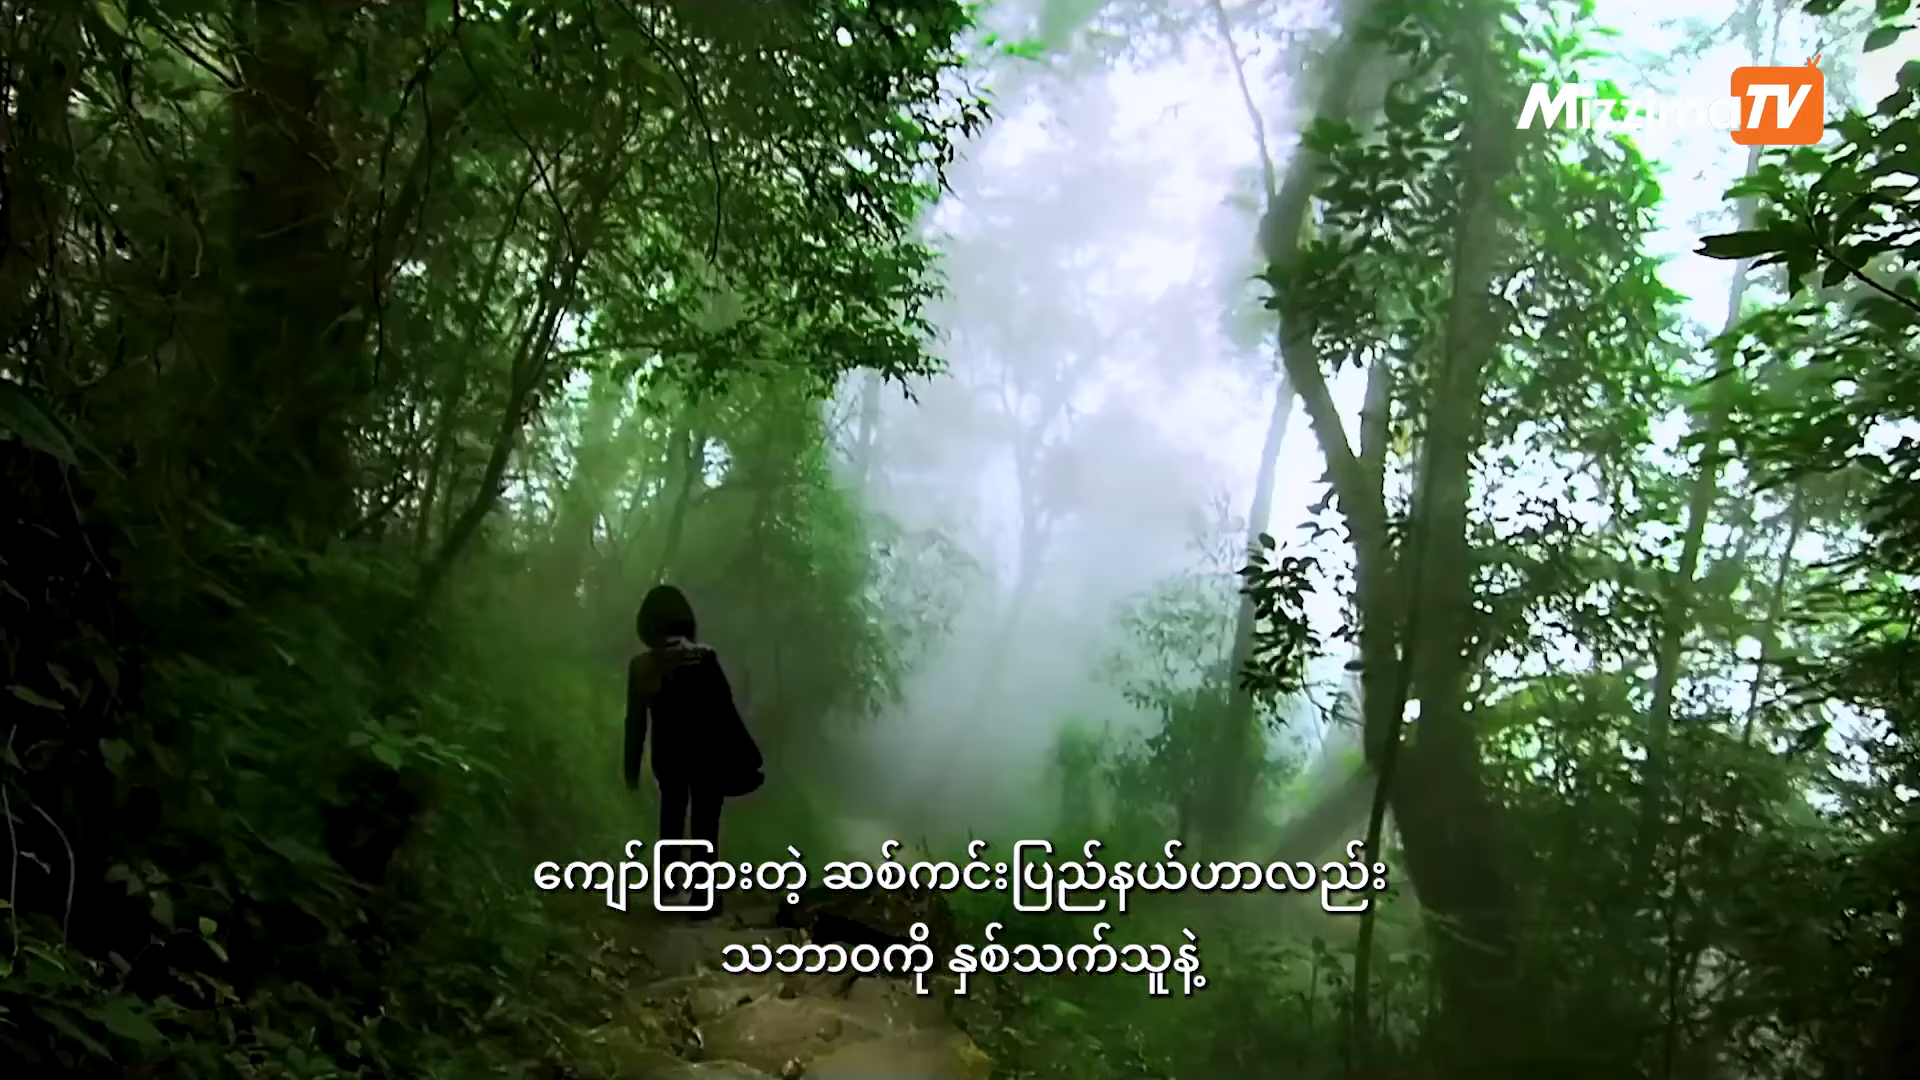 MizzimaTV
ကျော်ကြားတဲ့ ဆစ်ကင်းပြည်နယ်ဟာလည်း
သဘာဝကို နှစ်သက်သူနဲ့